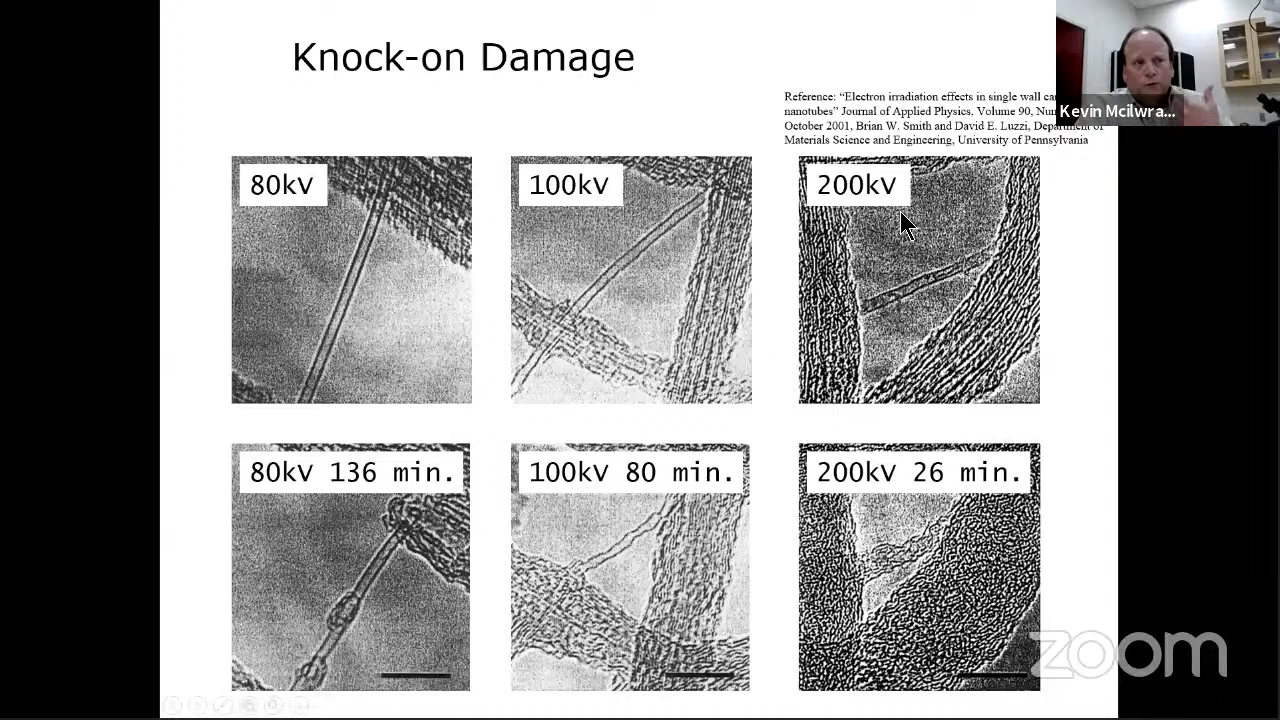 Knock-on Damage
Reference: “Electron irradiation effects in single wall ca
nanotubes” Journal of Applied Physics, Volume 90, Nu
October 2001, Brian W. Smith and David E. Luzzi, Department of
Materials Science and Engineering, University of Pennsylvania
Kevin Mcilwra...
80kV
100kV
200kV
80kV 136 min.
100kV 80 min.
200kV 26 min.
zoom